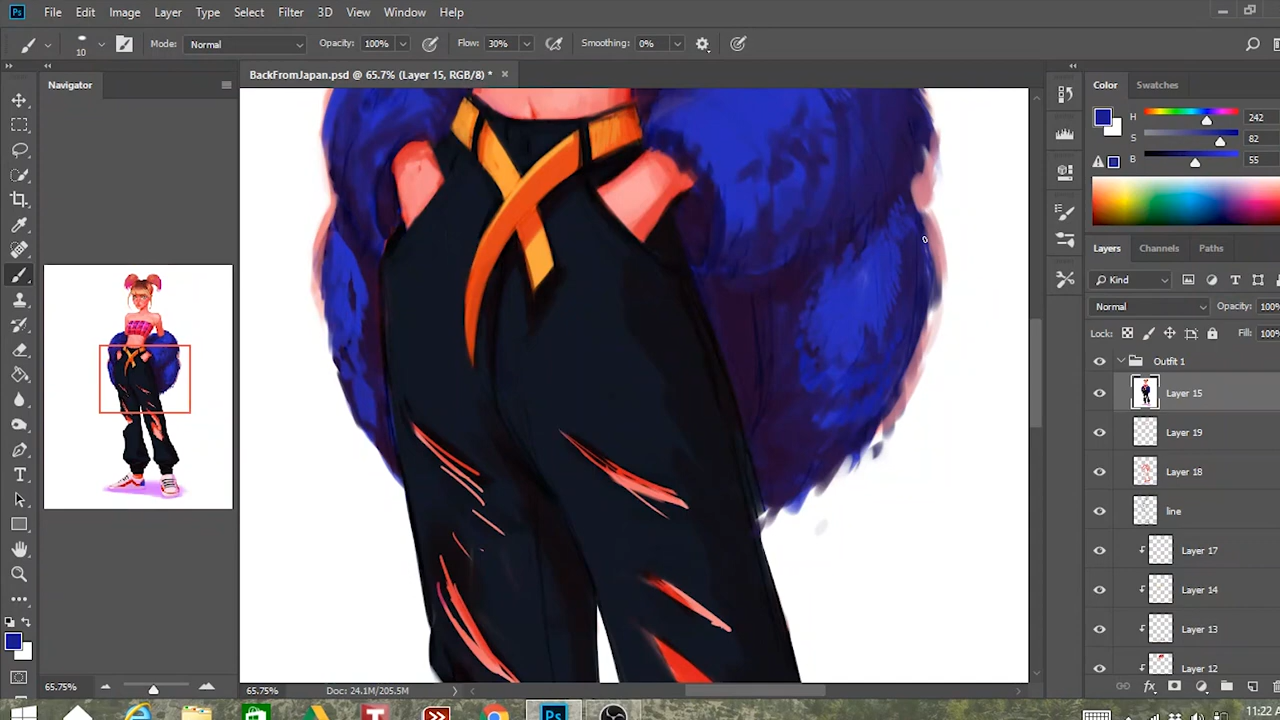 Ps File Edit Image Layer Type Select Filter 3D View Window Help
10 Mode: Normal Opacity: 100% Flow: 30% Smoothing: 0%
Navigator
BackFromJapan.psd @ 65.7% (Layer 15, RGB/8) * ×
Color Swatches
H 242
S 82
B 55
Layers Channels Paths
Kind
Normal Opacity: 100%
Lock: Fill: 100%
Outfit 1
Layer 15
Layer 19
Layer 18
line
Layer 17
Layer 14
Layer 13
Layer 12
65.75%
65.75% Doc: 24.1M/205.5M
fx
Ps
11:22